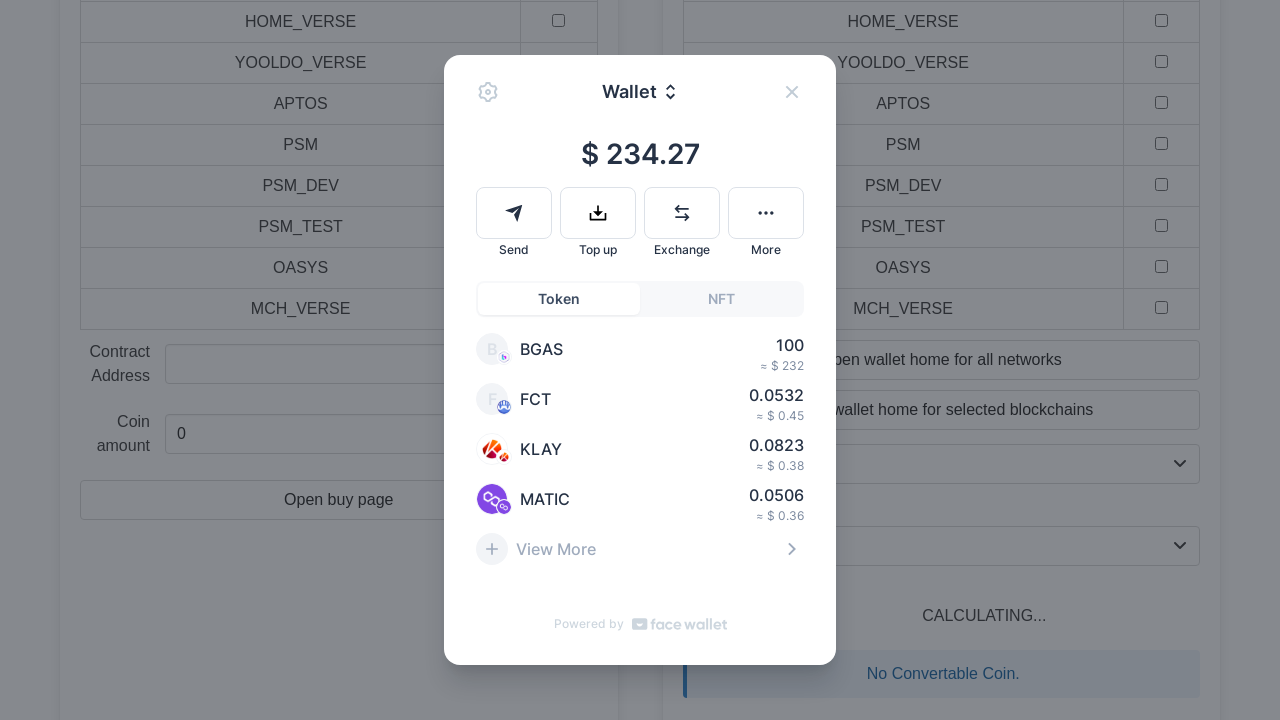 HOME_VERSE
YOOLDO_VERSE
APTOS
PSM
PSM_DEV
PSM_TEST
OASYS
MCH_VERSE
Contract
Address
Coin
amount
0
Open buy page
Wallet
$ 234.27
Send
Top up
Exchange
More
Token
NFT
B
BGAS
100
≈ $ 232
F
FCT
0.0532
≈ $ 0.45
KLAY
0.0823
≈ $ 0.38
MATIC
0.0506
≈ $ 0.36
View More
Powered by face wallet
HOME_VERSE
YOOLDO_VERSE
APTOS
PSM
PSM_DEV
PSM_TEST
OASYS
MCH_VERSE
wallet home for all networks
wallet home for selected blockchains
CALCULATING...
No Convertable Coin.